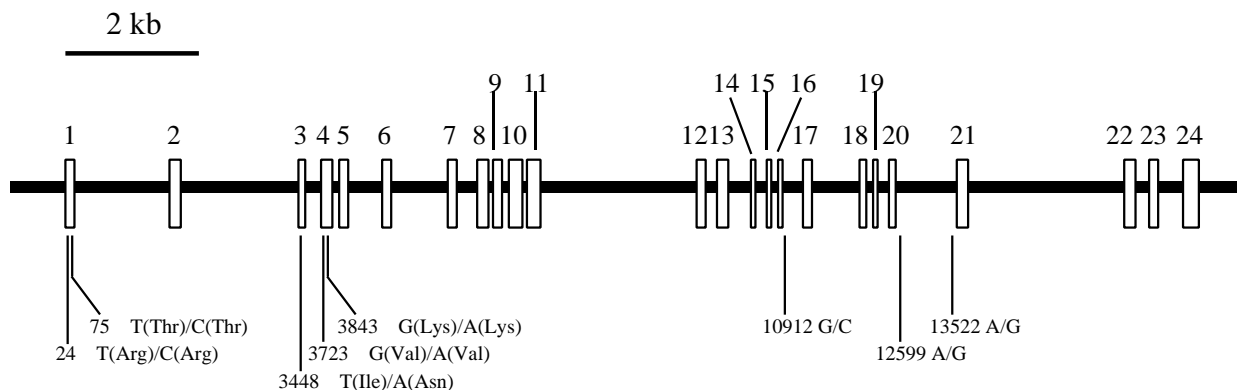 2 kb
9 11 19
14 15 16
1 2 3 4 5 6 7 8 10 12 13 17 18 20 21 22 23 24
75 T(Thr)/C(Thr) 3843 G(Lys)/A(Lys) 10912 G/C 13522 A/G
24 T(Arg)/C(Arg) 3723 G(Val)/A(Val) 12599 A/G
3448 T(Ile)/A(Asn)